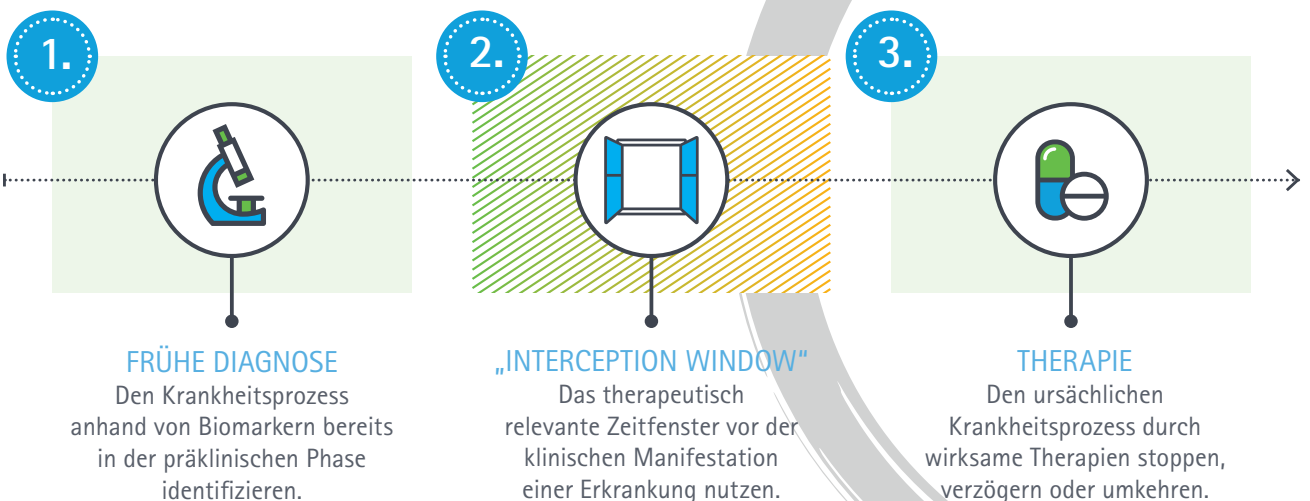 1.
FRÜHE DIAGNOSE
Den Krankheitsprozess
anhand von Biomarkern bereits
in der präklinischen Phase
identifizieren.
2.
„INTERCEPTION WINDOW“
Das therapeutisch
relevante Zeitfenster vor der
klinischen Manifestation
einer Erkrankung nutzen.
3.
THERAPIE
Den ursächlichen
Krankheitsprozess durch
wirksame Therapien stoppen,
verzögern oder umkehren.